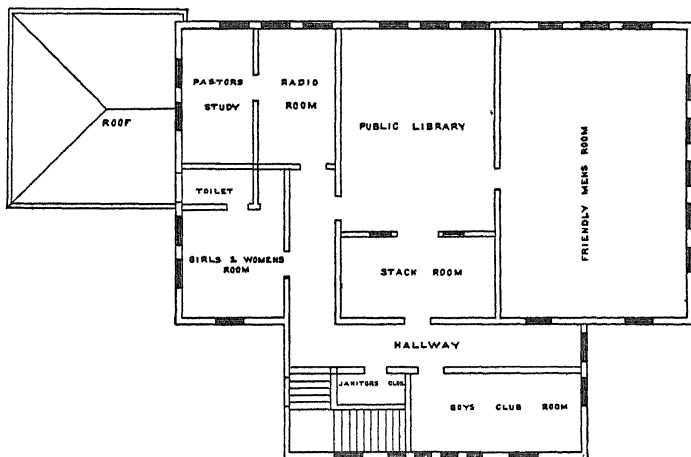 PASTORS
STUDY
RADIO
ROOM
ROOF
PUBLIC LIBRARY
FRIENDLY MENS ROOM
TOILET
GIRLS & WOMENS
ROOM
STACK ROOM
HALLWAY
JANITORS CLOS.
BOYS CLUB ROOM